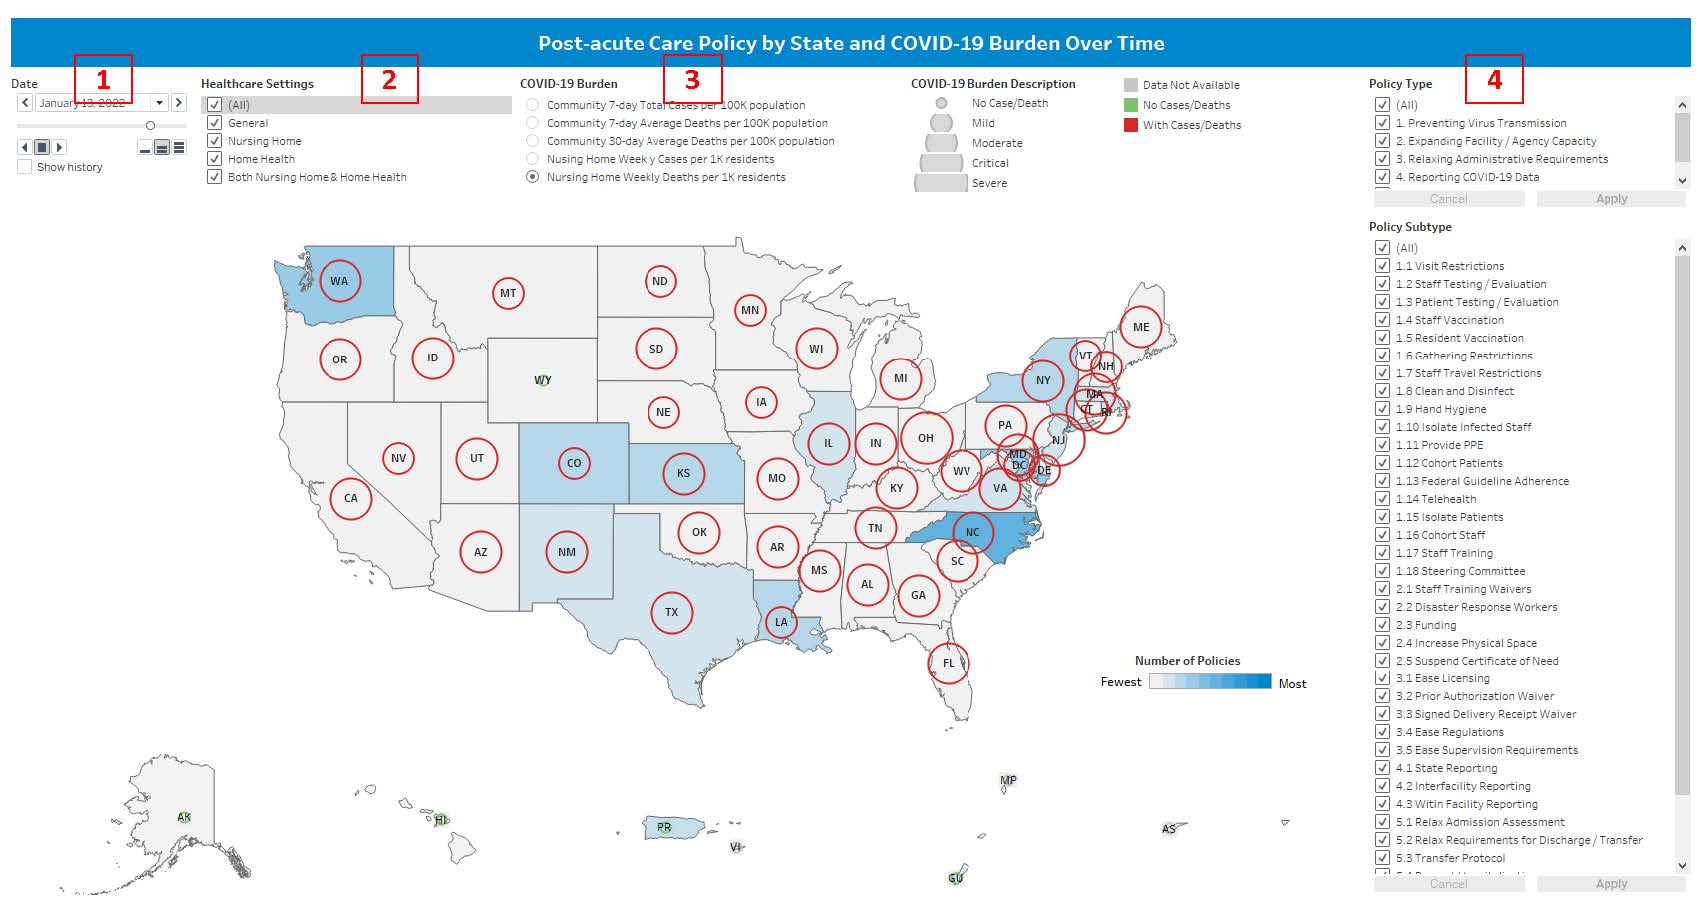 Post-acute Care Policy by State and COVID-19 Burden Over Time
1
2
3
4
Date
January 13, 2022
Show history
Healthcare Settings
(All)
General
Nursing Home
Home Health
Both Nursing Home & Home Health
COVID-19 Burden
Community 7-day Total Cases per 100K population
Community 7-day Average Deaths per 100K population
Community 30-day Average Deaths per 100K population
Nusing Home Week y Cases per 1K residents
Nursing Home Weekly Deaths per 1K residents
COVID-19 Burden Description
No Case/Death
Mild
Moderate
Critical
Severe
Data Not Available
No Cases/Deaths
With Cases/Deaths
Policy Type
(All)
1. Preventing Virus Transmission
2. Expanding Facility / Agency Capacity
3. Relaxing Administrative Requirements
4. Reporting COVID-19 Data
Cancel
Apply
Policy Subtype
(All)
1.1 Visit Restrictions
1.2 Staff Testing / Evaluation
1.3 Patient Testing / Evaluation
1.4 Staff Vaccination
1.5 Resident Vaccination
1.6 Gathering Restrictions
1.7 Staff Travel Restrictions
1.8 Clean and Disinfect
1.9 Hand Hygiene
1.10 Isolate Infected Staff
1.11 Provide PPE
1.12 Cohort Patients
1.13 Federal Guideline Adherence
1.14 Telehealth
1.15 Isolate Patients
1.16 Cohort Staff
1.17 Staff Training
1.18 Steering Committee
2.1 Staff Training Waivers
2.2 Disaster Response Workers
2.3 Funding
2.4 Increase Physical Space
2.5 Suspend Certificate of Need
3.1 Ease Licensing
3.2 Prior Authorization Waiver
3.3 Signed Delivery Receipt Waiver
3.4 Ease Regulations
3.5 Ease Supervision Requirements
4.1 State Reporting
4.2 Interfacility Reporting
4.3 Witin Facility Reporting
5.1 Relax Admission Assessment
5.2 Relax Requirements for Discharge / Transfer
5.3 Transfer Protocol
Cancel
Apply
WA
MT
ND
MN
OR
ID
SD
WI
MI
ME
VT
NH
WY
NY
MA
CT
RI
NE
IA
PA
NJ
NV
UT
CO
KS
IL
IN
OH
MD
DC
DE
WV
VA
CA
MO
KY
AZ
NM
OK
AR
TN
NC
SC
MS
AL
GA
TX
LA
FL
Number of Policies
Fewest
Most
AK
HI
PR
VI
MP
AS
GU